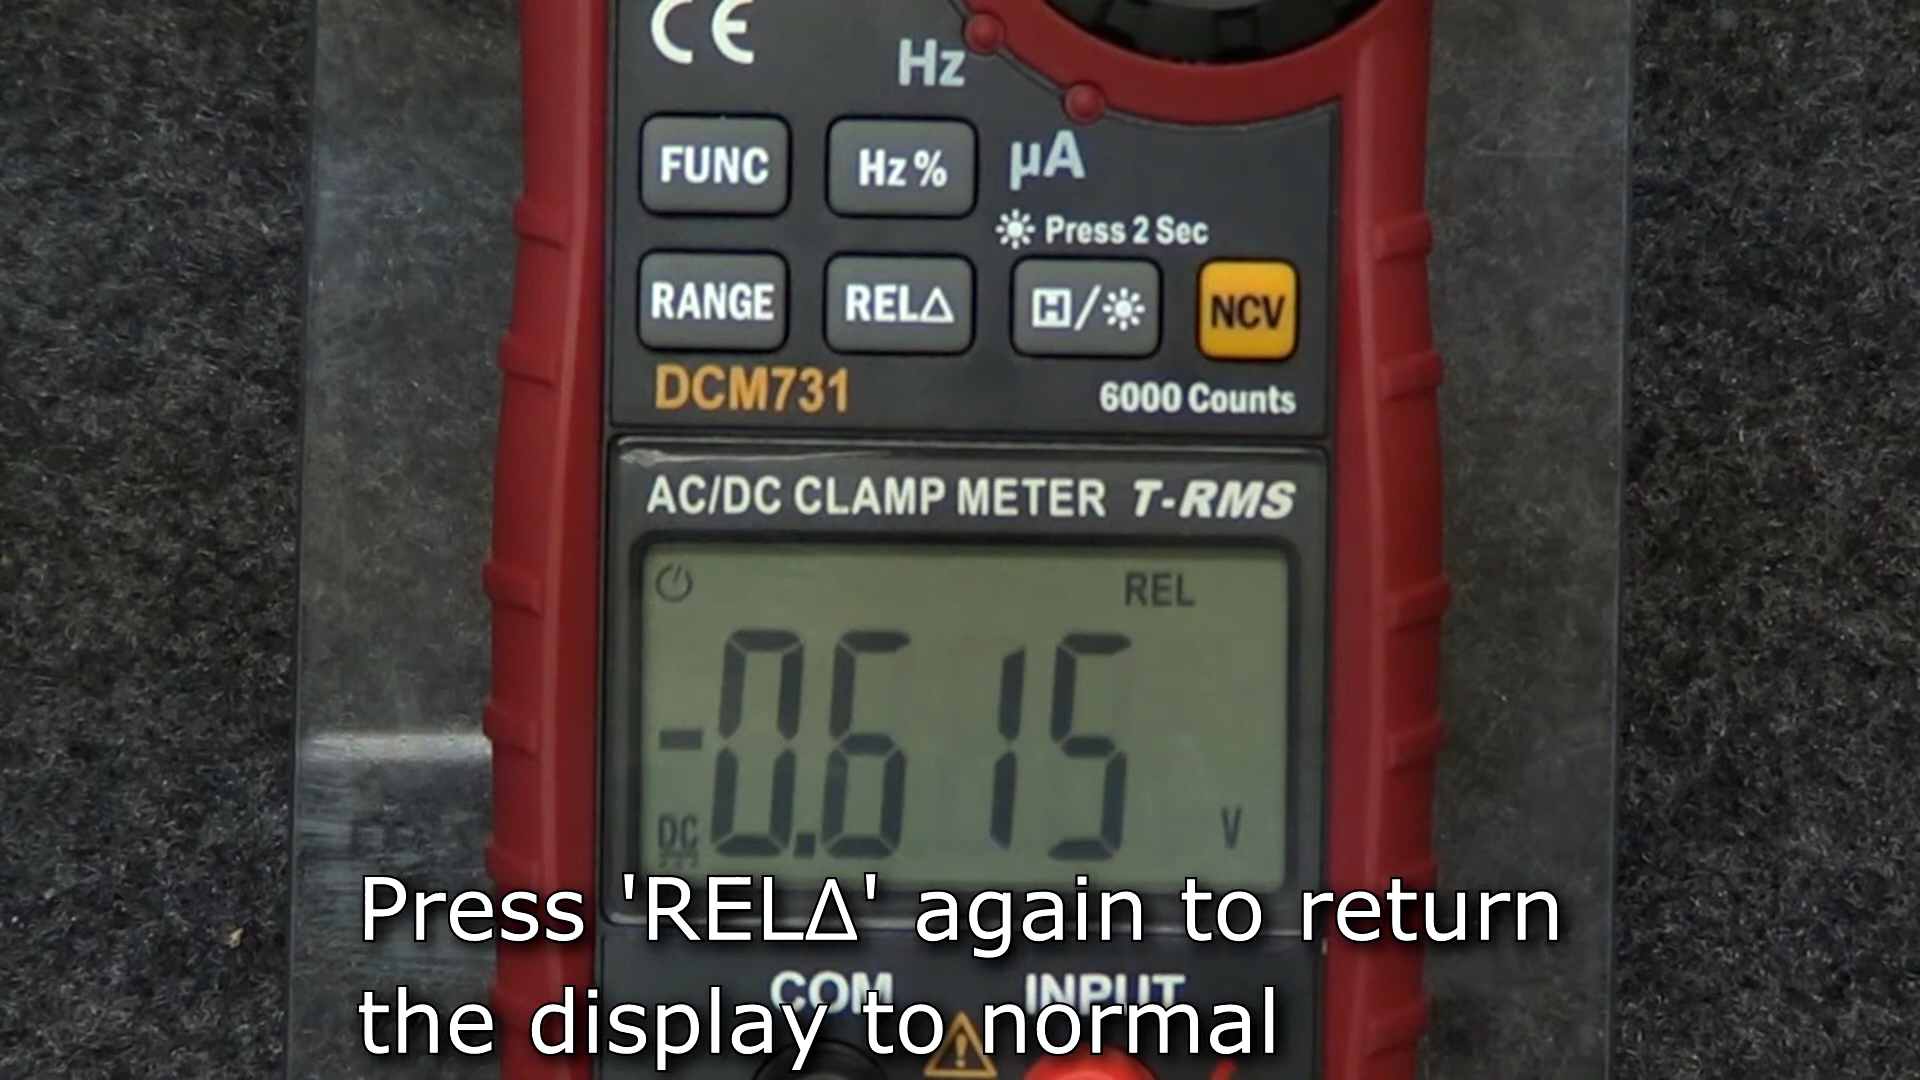 CE
Hz
FUNC
Hz %
µA
Press 2 Sec
RANGE
REL△
H/
NCV
DCM731
6000 Counts
AC/DC CLAMP METER T-RMS
REL
-0.615
DC
V
Press 'RELΔ' again to return
the display to normal
COM
INPUT